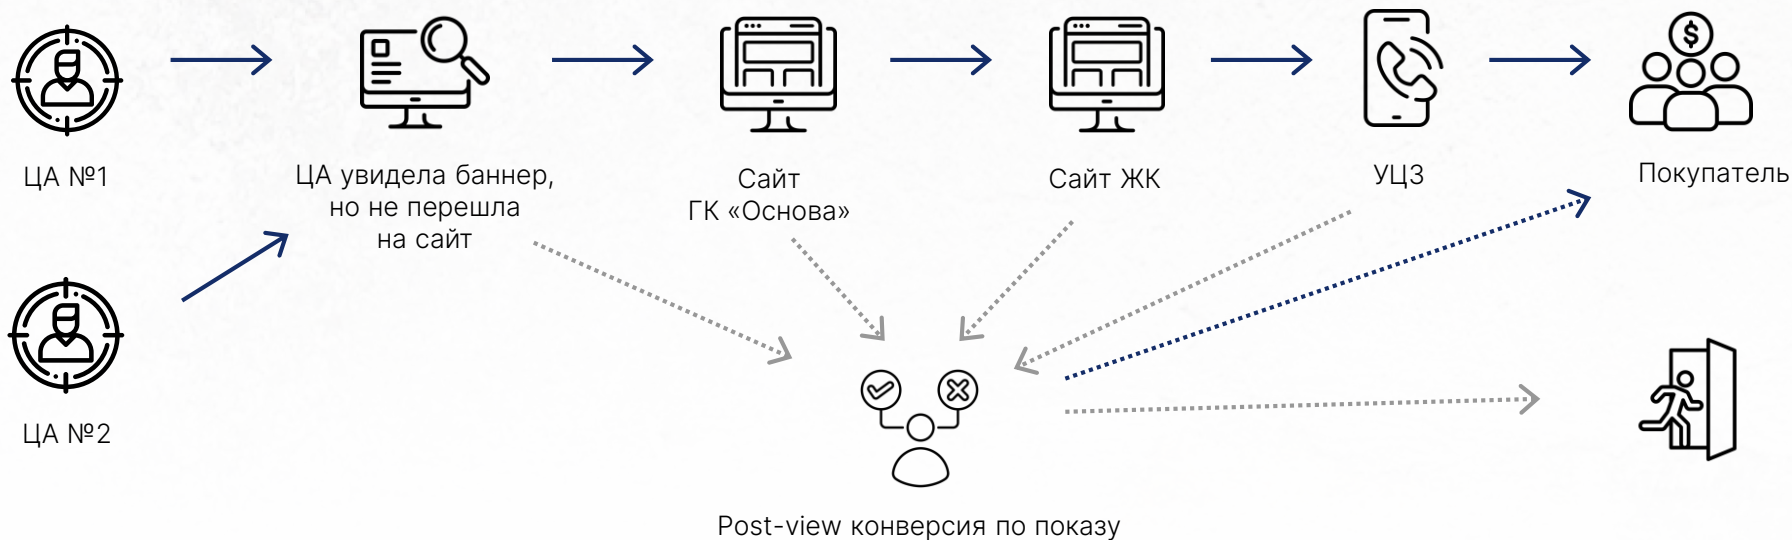 ЦА №1
ЦА увидела баннер,
но не перешла
на сайт
Сайт
ГК «Основа»
Сайт ЖК
УЦЗ
Покупатель
$
ЦА №2
Post-view конверсия по показу